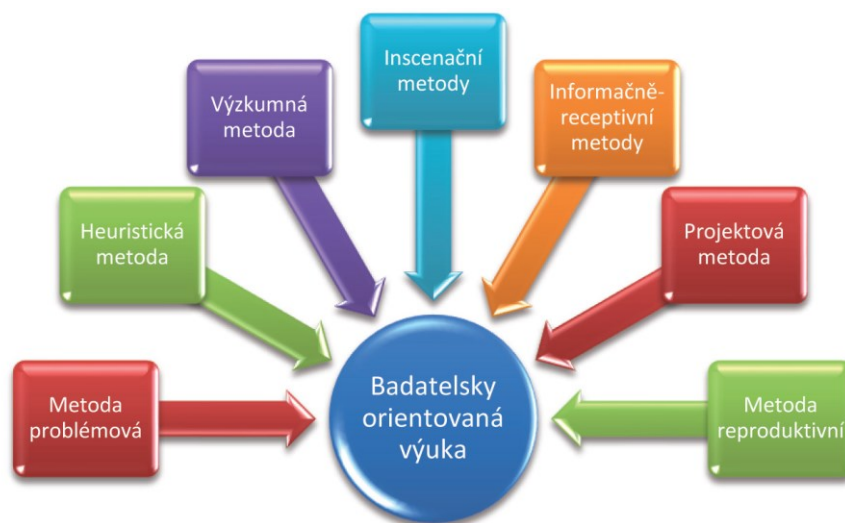 Inscenační
metody
Výzkumná
metoda
Informačně-
receptivní
metody
Heuristická
metoda
Projektová
metoda
Metoda
problémová
Badatelsky
orientovaná
výuka
Metoda
reproduktivní